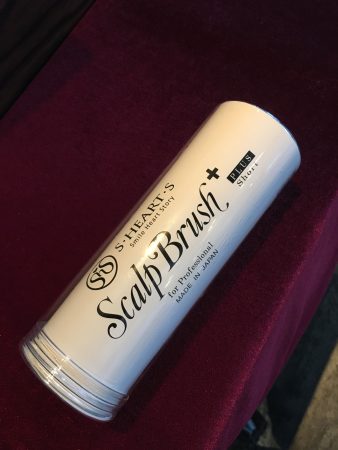 SHS
S·HEART·S
Smile Heart Story
Scalp Brush+
PLUS
Short
for Professional
MADE IN JAPAN